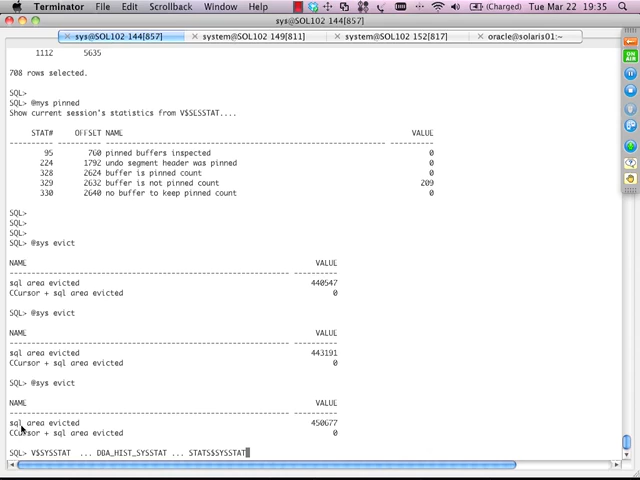 orminator Shell Edit Scrollback Window Help (Charged) Tue Mar 22 19:35
sys@SOL102 144[857]
sys@SOL102 144[857] system@SOL102 149[811] system@SOL102 152[817] oracle@solaris01:~
1112 5635
708 rows selected.
SQL>
SQL> @mys pinned
Show current session's statistics from V$SESSTAT....
STAT# OFFSET NAME VALUE
95 760 pinned buffers inspected 0
224 1792 undo segment header was pinned 0
328 2624 buffer is pinned count 0
329 2632 buffer is not pinned count 209
330 2640 no buffer to keep pinned count 0
SQL>
SQL>
SQL>
SQL> @sys evict
NAME VALUE
sql area evicted 440547
CCursor + sql area evicted 0
SQL> @sys evict
NAME VALUE
sql area evicted 443191
CCursor + sql area evicted 0
SQL> @sys evict
NAME VALUE
sql area evicted 450677
CCursor + sql area evicted 0
SQL> V$SYSSTAT ... DDA_HIST_SYSSTAT ... STATS$SYSSTAT
ON AIR